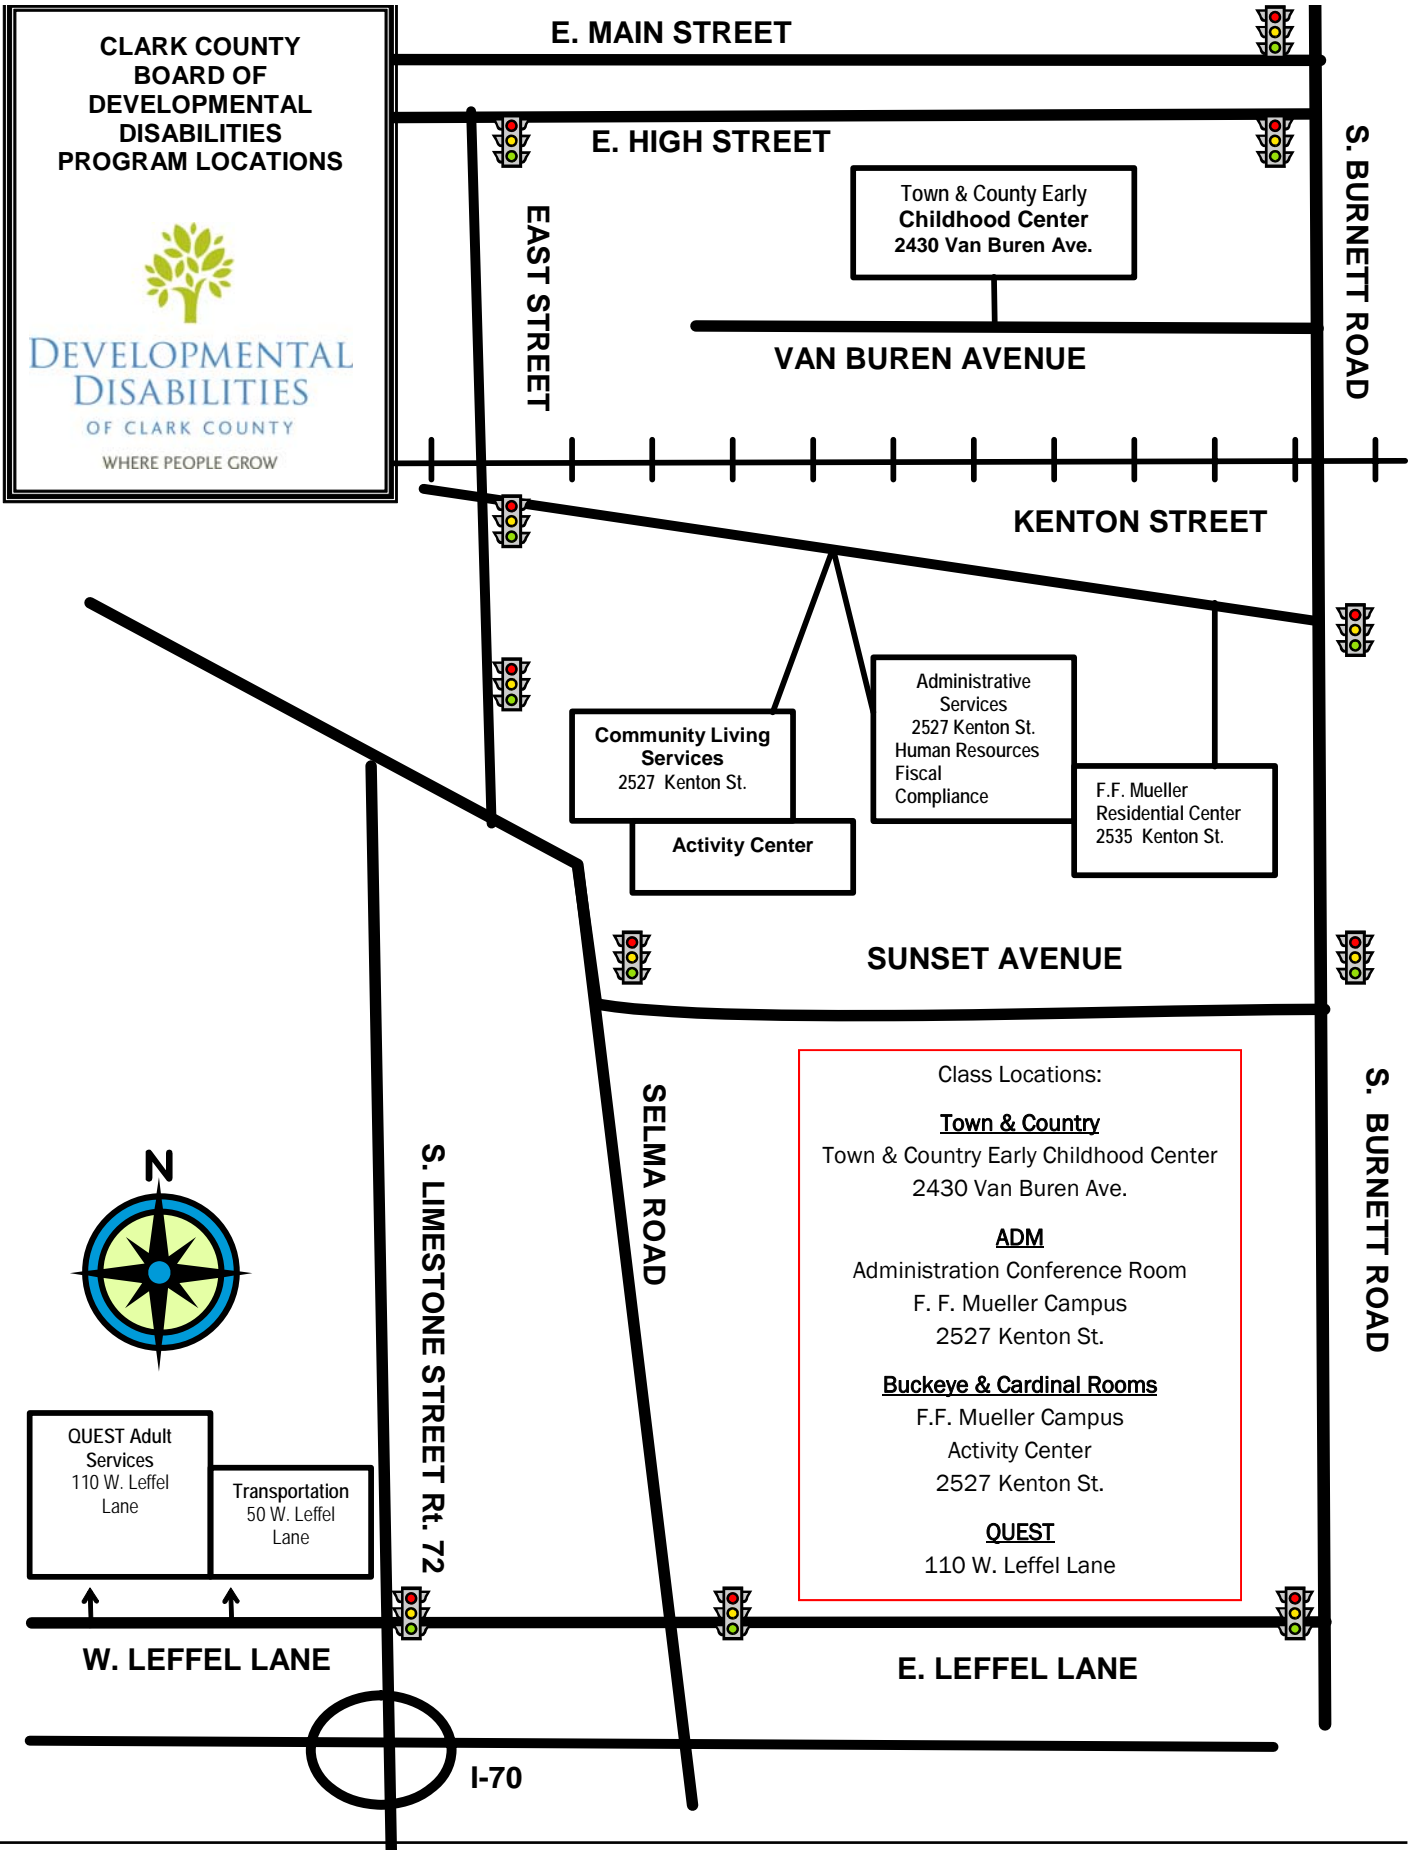 CLARK COUNTY
BOARD OF
DEVELOPMENTAL
DISABILITIES
PROGRAM LOCATIONS
DEVELOPMENTAL
DISABILITIES
OF CLARK COUNTY
WHERE PEOPLE GROW
E. MAIN STREET
E. HIGH STREET
S. BURNETT ROAD
EAST STREET
Town & County Early
Childhood Center
2430 Van Buren Ave.
VAN BUREN AVENUE
KENTON STREET
Community Living
Services
2527 Kenton St.
Activity Center
Administrative
Services
2527 Kenton St.
Human Resources
Fiscal
Compliance
F.F. Mueller
Residential Center
2535 Kenton St.
SUNSET AVENUE
SELMA ROAD
S. LIMESTONE STREET Rt. 72
S. BURNETT ROAD
Class Locations:
Town & Country
Town & Country Early Childhood Center
2430 Van Buren Ave.
ADM
Administration Conference Room
F. F. Mueller Campus
2527 Kenton St.
Buckeye & Cardinal Rooms
F.F. Mueller Campus
Activity Center
2527 Kenton St.
QUEST
110 W. Leffel Lane
N
QUEST Adult
Services
110 W. Leffel
Lane
Transportation
50 W. Leffel
Lane
W. LEFFEL LANE
E. LEFFEL LANE
I-70